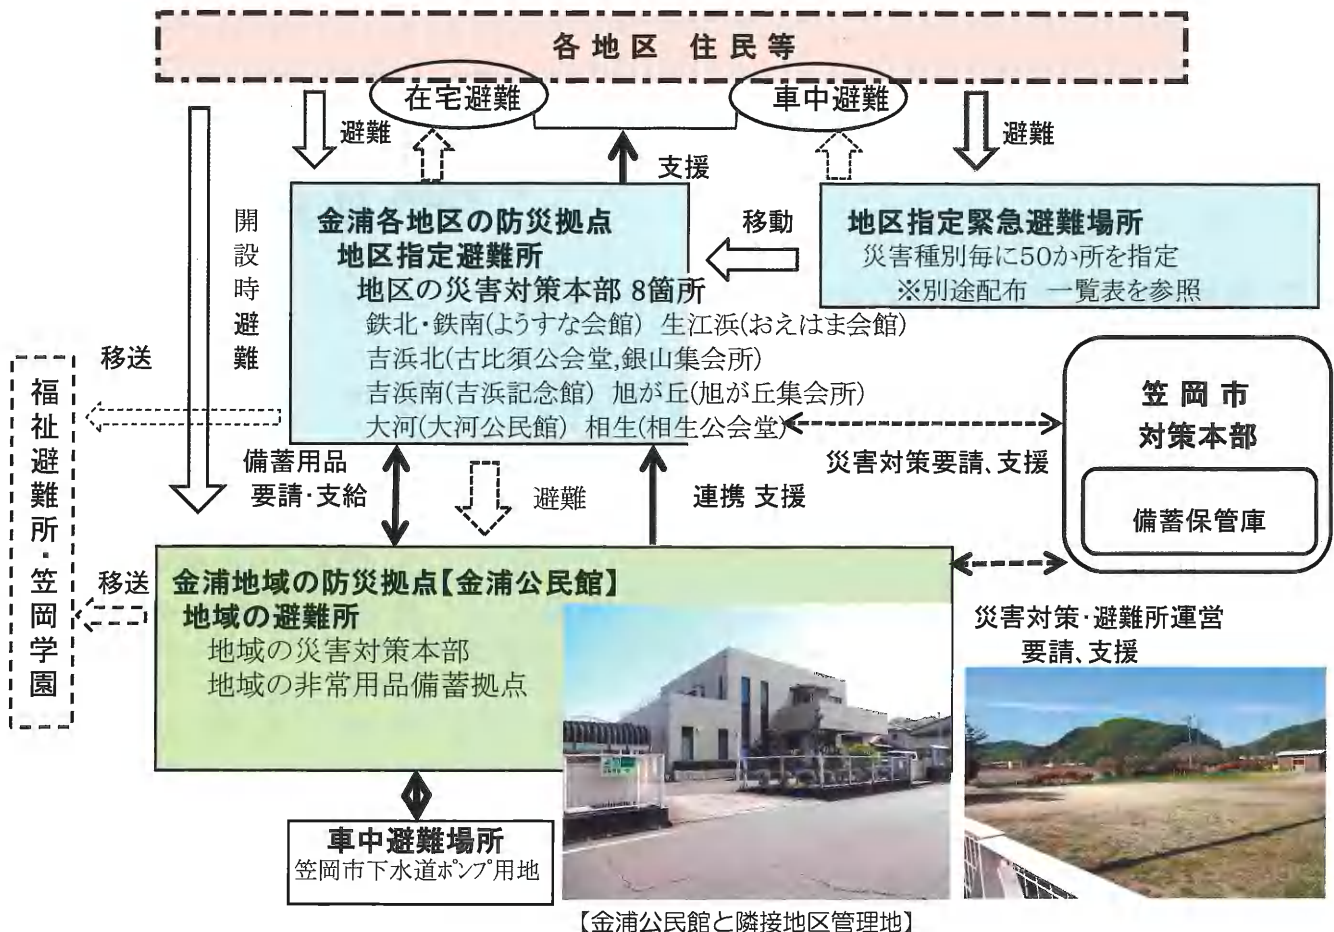 各地区 住民等
在宅避難
車中避難
避難
避難
支援
開設時避難
金浦各地区の防災拠点
地区指定避難所
地区の災害対策本部 8箇所
鉄北・鉄南(ようすな会館) 生江浜(おえはま会館)
吉浜北(古比須公会堂,銀山集会所)
吉浜南(吉浜記念館) 旭が丘(旭が丘集会所)
大河(大河公民館) 相生(相生公会堂)
移動
地区指定緊急避難場所
災害種別毎に50か所を指定
※別途配布 一覧表を参照
移送
福祉避難所・笠岡学園
笠岡市
対策本部
備蓄保管庫
災害対策要請、支援
備蓄用品
要請・支給
避難
連携 支援
移送
金浦地域の防災拠点【金浦公民館】
地域の避難所
地域の災害対策本部
地域の非常用品備蓄拠点
災害対策・避難所運営
要請、支援
車中避難場所
笠岡市下水道ポンプ用地
【金浦公民館と隣接地区管理地】